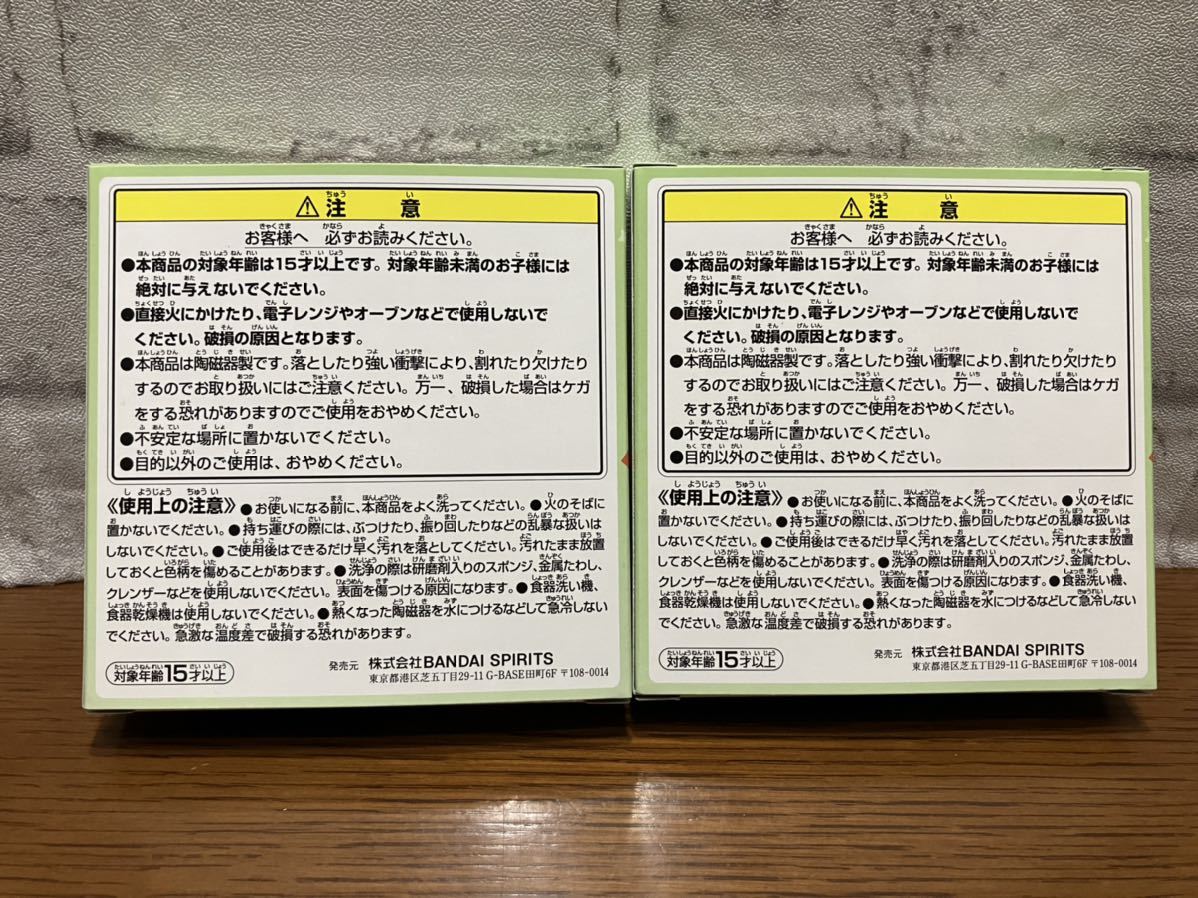 ⚠注意
お客様へ 必ずお読みください。
●本商品の対象年齢は15才以上です。対象年齢未満のお子様には
絶対に与えないでください。
●直接火にかけたり、電子レンジやオーブンなどで使用しないで
ください。破損の原因となります。
●本商品は陶磁器製です。落としたり強い衝撃により、割れたり欠けたり
するのでお取り扱いにはご注意ください。万一、破損した場合はケガ
をする恐れがありますのでご使用をおやめください。
●不安定な場所に置かないでください。
●目的以外のご使用は、おやめください。
《使用上の注意》●お使いになる前に、本商品をよく洗ってください。●火のそばに
置かないでください。●持ち運びの際には、ぶつけたり、振り回したりなどの乱暴な扱いは
しないでください。●ご使用後はできるだけ早く汚れを落としてください。汚れたまま放置
しておくと色柄を傷めることがあります。●洗浄の際は研磨剤入りのスポンジ、金属たわし、
クレンザーなどを使用しないでください。表面を傷つける原因になります。●食器洗い機、
食器乾燥機は使用しないでください。●熱くなった陶磁器を水につけるなどして急冷しない
でください。急激な温度差で破損する恐れがあります。
対象年齢15才以上
発売元 株式会社BANDAI SPIRITS
東京都港区芝五丁目29-11 G-BASE田町6F 〒108-0014
⚠注意
お客様へ 必ずお読みください。
●本商品の対象年齢は15才以上です。対象年齢未満のお子様には
絶対に与えないでください。
●直接火にかけたり、電子レンジやオーブンなどで使用しないで
ください。破損の原因となります。
●本商品は陶磁器製です。落としたり強い衝撃により、割れたり欠けたり
するのでお取り扱いにはご注意ください。万一、破損した場合はケガ
をする恐れがありますのでご使用をおやめください。
●不安定な場所に置かないでください。
●目的以外のご使用は、おやめください。
《使用上の注意》●お使いになる前に、本商品をよく洗ってください。●火のそばに
置かないでください。●持ち運びの際には、ぶつけたり、振り回したりなどの乱暴な扱いは
しないでください。●ご使用後はできるだけ早く汚れを落としてください。汚れたまま放置
しておくと色柄を傷めることがあります。●洗浄の際は研磨剤入りのスポンジ、金属たわし、
クレンザーなどを使用しないでください。表面を傷つける原因になります。●食器洗い機、
食器乾燥機は使用しないでください。●熱くなった陶磁器を水につけるなどして急冷しない
でください。急激な温度差で破損する恐れがあります。
対象年齢15才以上
発売元 株式会社BANDAI SPIRITS
東京都港区芝五丁目29-11 G-BASE田町6F 〒108-0014